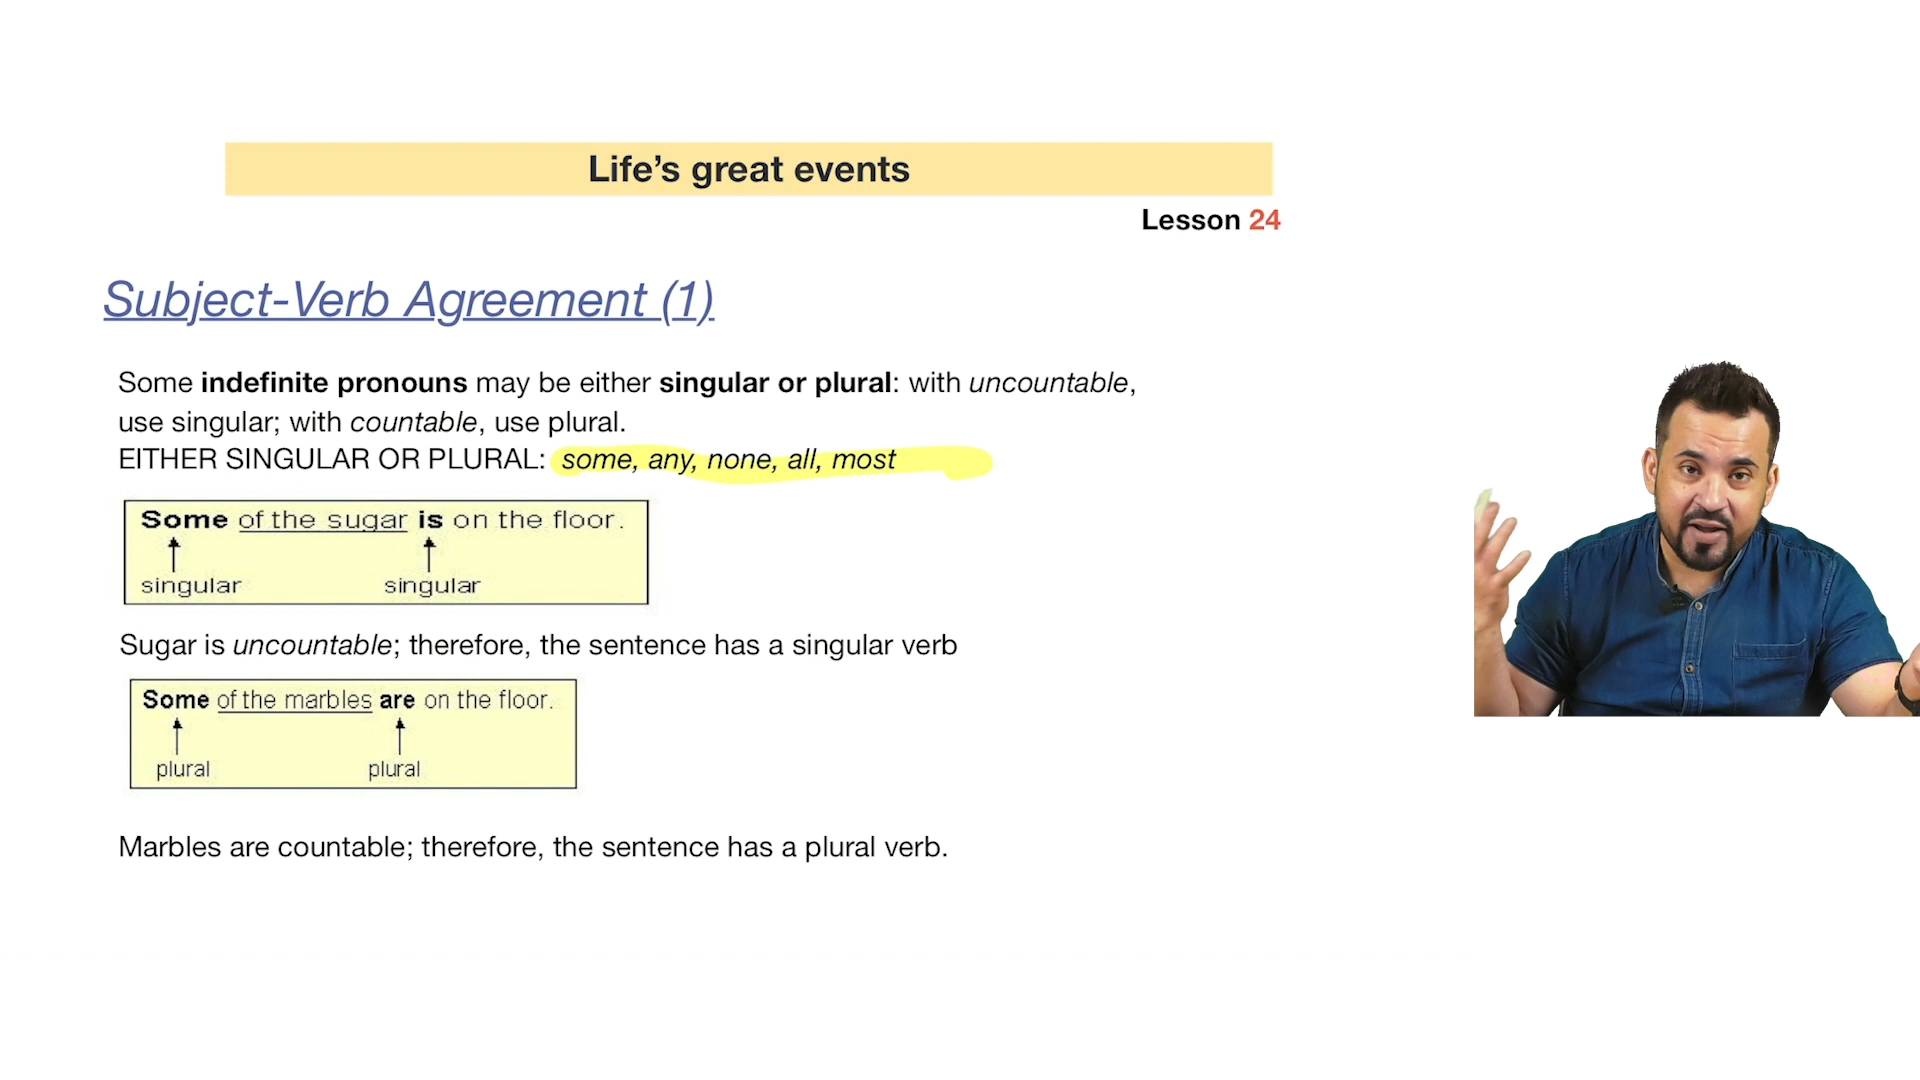 Life’s great events
Lesson 24
Subject-Verb Agreement (1)
Some indefinite pronouns may be either singular or plural: with uncountable,
use singular; with countable, use plural.
EITHER SINGULAR OR PLURAL: some, any, none, all, most
Some of the sugar is on the floor.
singular singular
Sugar is uncountable; therefore, the sentence has a singular verb
Some of the marbles are on the floor.
plural plural
Marbles are countable; therefore, the sentence has a plural verb.